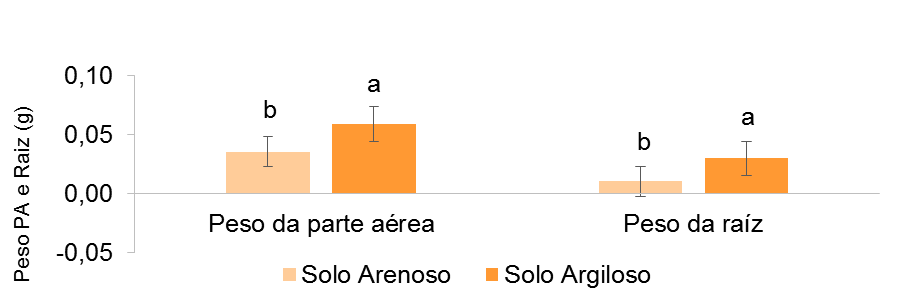 Peso PA e Raiz (g)
0,10
0,05
0,00
-0,05
b
a
b
a
Peso da parte aérea
Peso da raíz
Solo Arenoso
Solo Argiloso